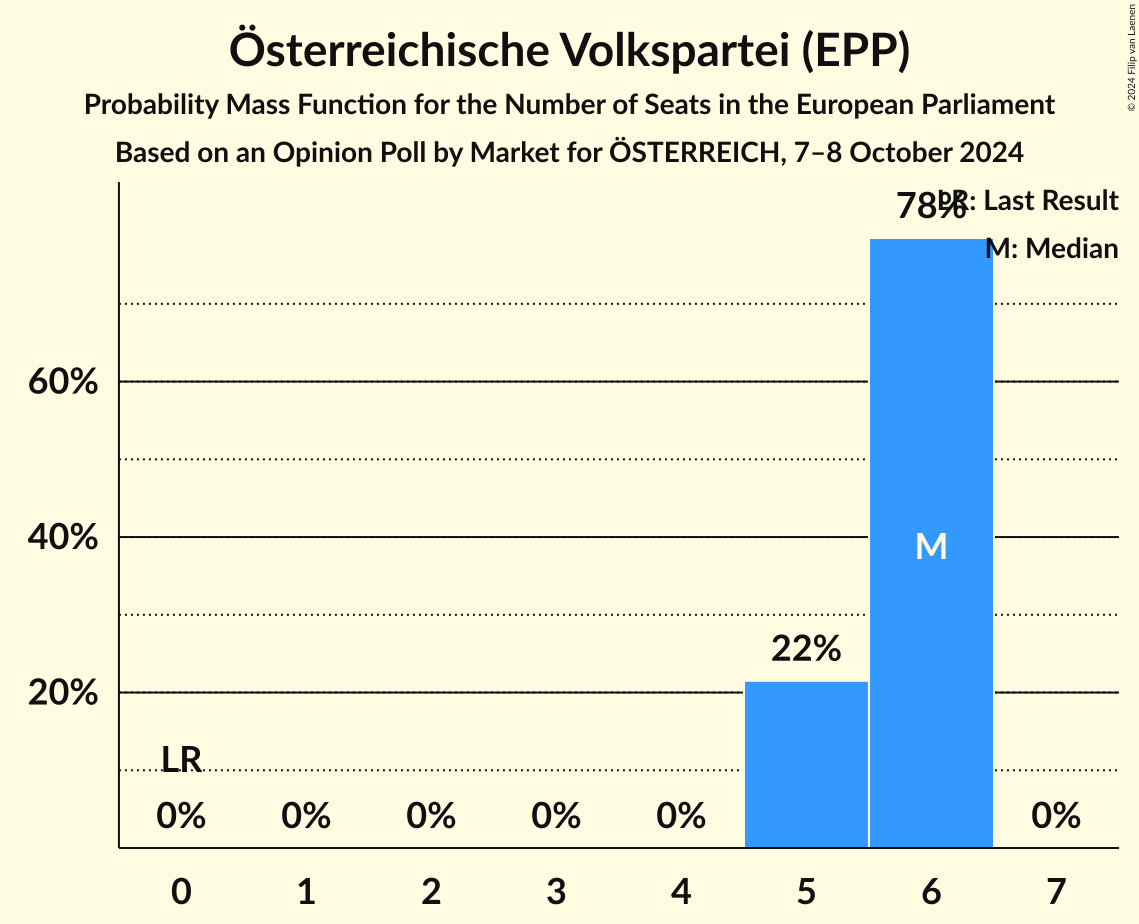 Österreichische Volkspartei (EPP)
Probability Mass Function for the Number of Seats in the European Parliament
Based on an Opinion Poll by Market for ÖSTERREICH, 7–8 October 2024
© 2024 Filip van Laenen
LR: Last Result
M: Median
78%
60%
40%
M
22%
20%
LR
0% 0% 0% 0% 0% 0%
0 1 2 3 4 5 6 7